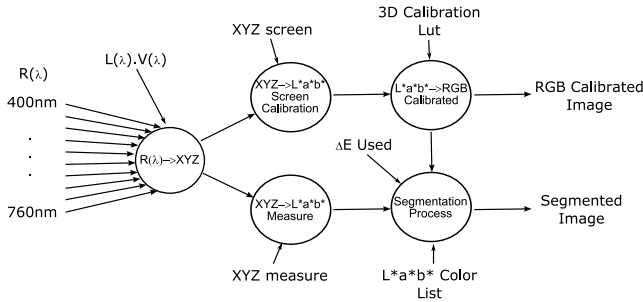 3D Calibration
Lut
XYZ screen
L(λ).V(λ)
R(λ)
400nm
.
.
.
760nm
R(λ)->XYZ
XYZ->L*a*b*
Screen
Calibration
L*a*b*->RGB
Calibrated
RGB Calibrated
Image
ΔE Used
XYZ->L*a*b*
Measure
Segmentation
Process
Segmented
Image
XYZ measure
L*a*b* Color
List